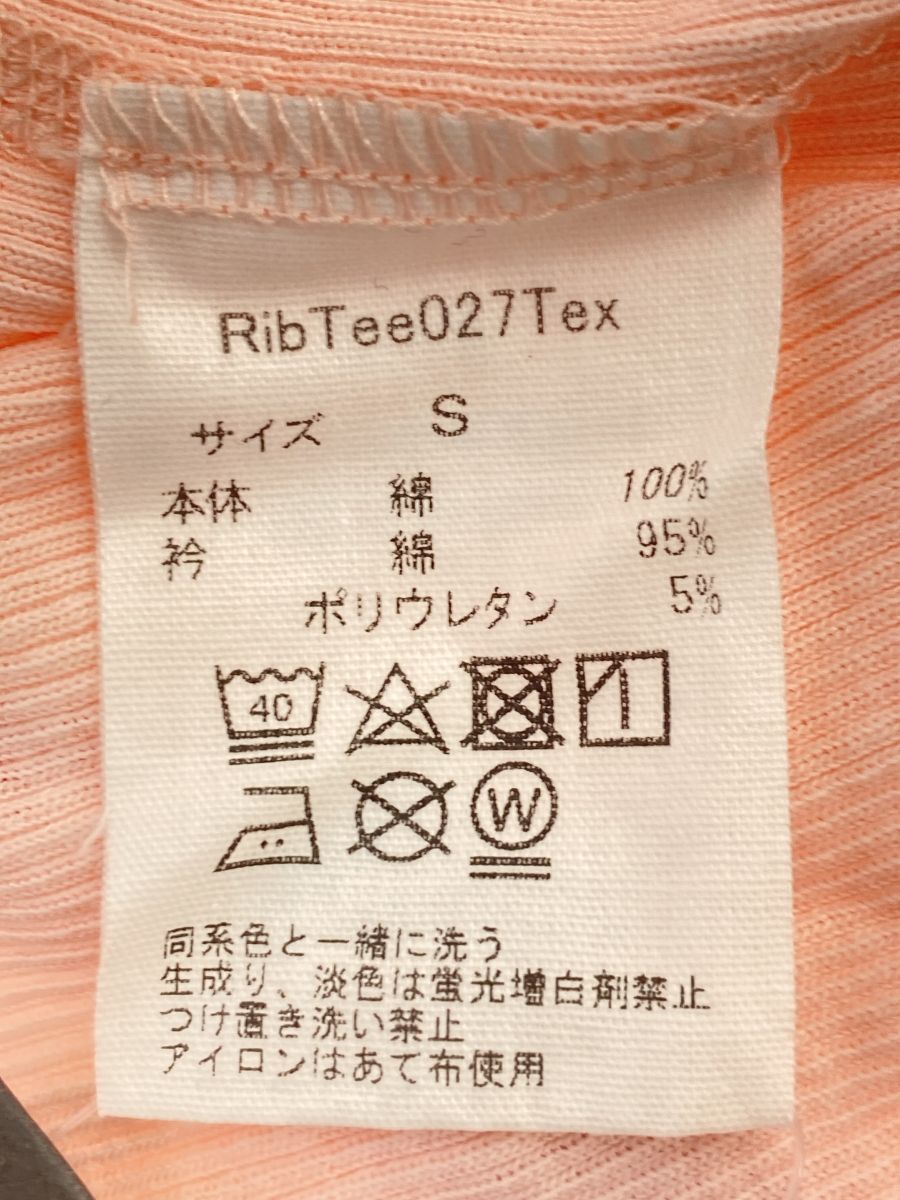 RibTee027Tex
サイズ S
本体 綿 100%
衿 綿 95%
ポリウレタン 5%
40
W
同系色と一緒に洗う
生成り、淡色は蛍光増白剤禁止
つけ置き洗い禁止
アイロンはあて布使用